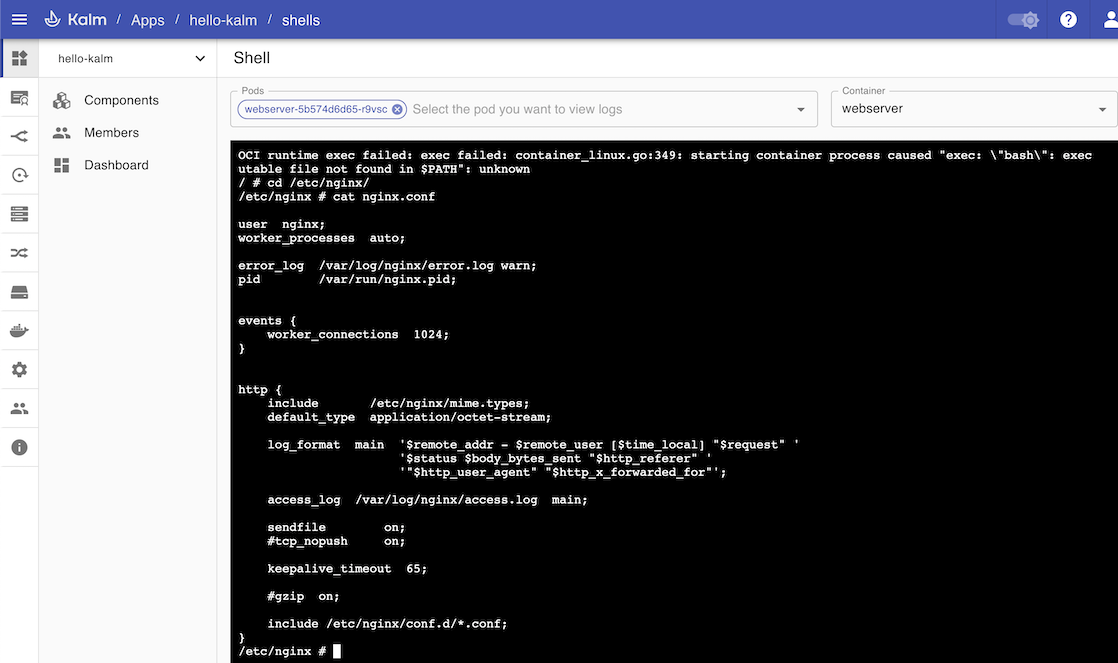 Kalm / Apps / hello-kalm / shells
hello-kalm
Shell
Components
Members
Dashboard
Pods
webserver-5b574d6d65-r9vsc Select the pod you want to view logs
Container
webserver
OCI runtime exec failed: exec failed: container_linux.go:349: starting container process caused "exec: \"bash\": exec
utable file not found in $PATH": unknown
/ # cd /etc/nginx/
/etc/nginx # cat nginx.conf
user  nginx;
worker_processes  auto;
error_log  /var/log/nginx/error.log warn;
pid        /var/run/nginx.pid;
events {
    worker_connections  1024;
}
http {
    include       /etc/nginx/mime.types;
    default_type  application/octet-stream;
    log_format  main  '$remote_addr - $remote_user [$time_local] "$request" '
                      '$status $body_bytes_sent "$http_referer" '
                      '"$http_user_agent" "$http_x_forwarded_for"';
    access_log  /var/log/nginx/access.log  main;
    sendfile        on;
    #tcp_nopush     on;
    keepalive_timeout  65;
    #gzip  on;
    include /etc/nginx/conf.d/*.conf;
}
/etc/nginx #